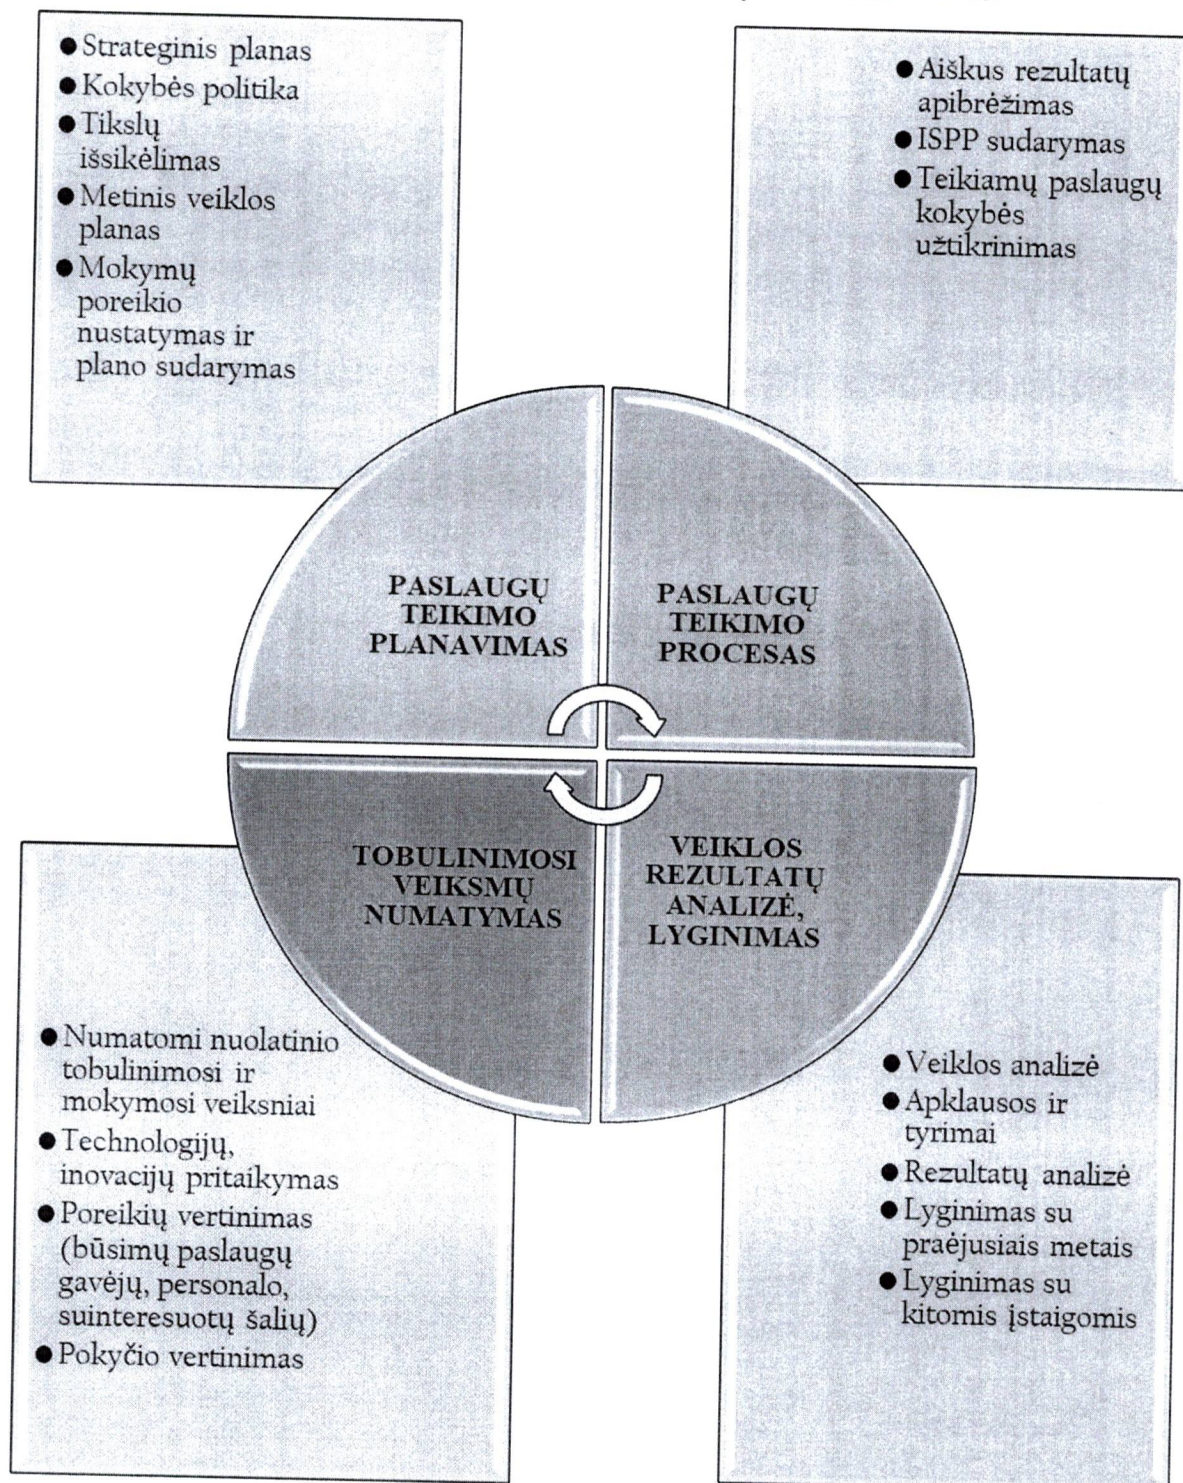 ● Strateginis planas
● Kokybės politika
● Tikslų
išsikėlimas
● Metinis veiklos
planas
● Mokymų
poreikio
nustatymas ir
plano sudarymas
● Aiškus rezultatų
apibrėžimas
● ISPP sudarymas
● Teikiamų paslaugų
kokybės
užtikrinimas
PASLAUGŲ
TEIKIMO
PLANAVIMAS
PASLAUGŲ
TEIKIMO
PROCESAS
TOBULINIMOSI
VEIKSMŲ
NUMATYMAS
VEIKLOS
REZULTATŲ
ANALIZĖ,
LYGINIMAS
● Numatomi nuolatinio
tobulinimosi ir
mokymosi veiksniai
● Technologijų,
inovacijų pritaikymas
● Poreikių vertinimas
(būsimų paslaugų
gavėjų, personalo,
suinteresuotų šalių)
● Pokyčio vertinimas
● Veiklos analizė
● Apklausos ir
tyrimai
● Rezultatų analizė
● Lyginimas su
praėjusiais metais
● Lyginimas su
kitomis įstaigomis